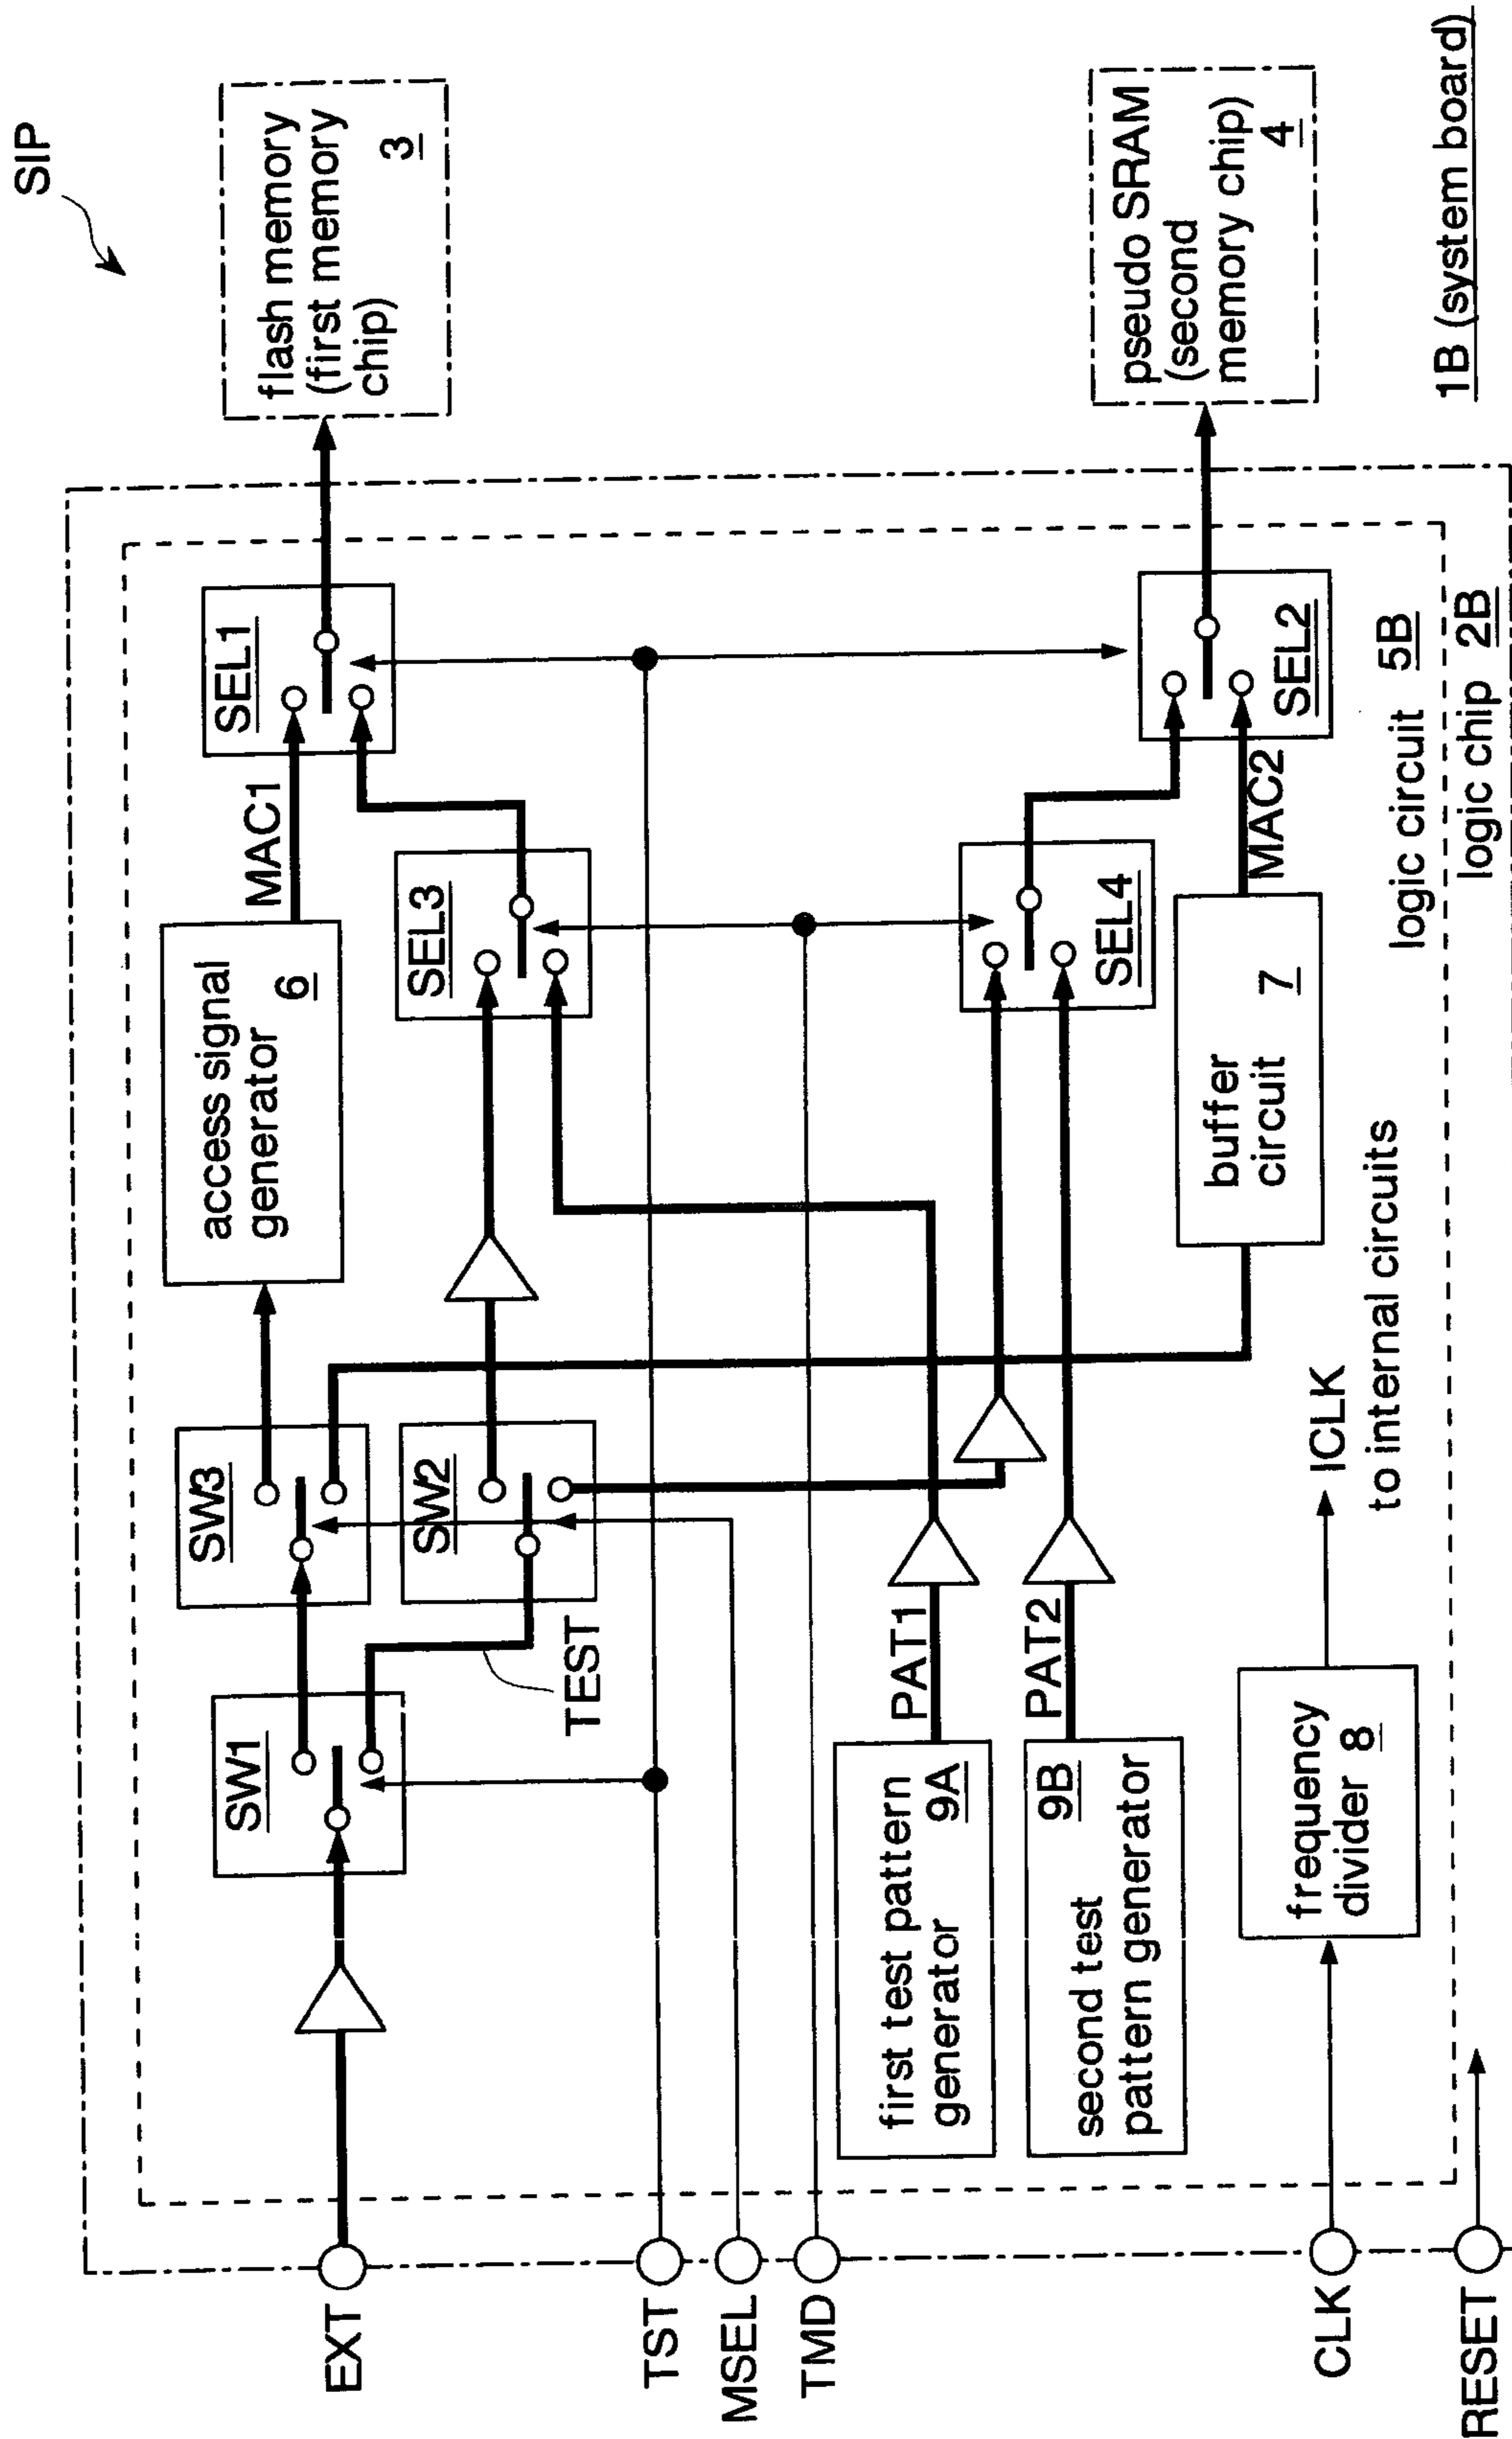 SIP
EXT
SW1
SW3
access signal
generator
6
MAC1
SEL1
flash memory
(first memory
chip)
3
TEST
SW2
SEL3
TST
MSEL
TMD
first test pattern
generator
9A
PAT1
SEL4
pseudo SRAM
(second
memory chip)
4
9B
second test
pattern generator
PAT2
buffer
circuit
7
MAC2
SEL2
CLK
frequency
divider 8
ICLK
to internal circuits
logic circuit 5B
logic chip 2B
1B (system board)
RESET